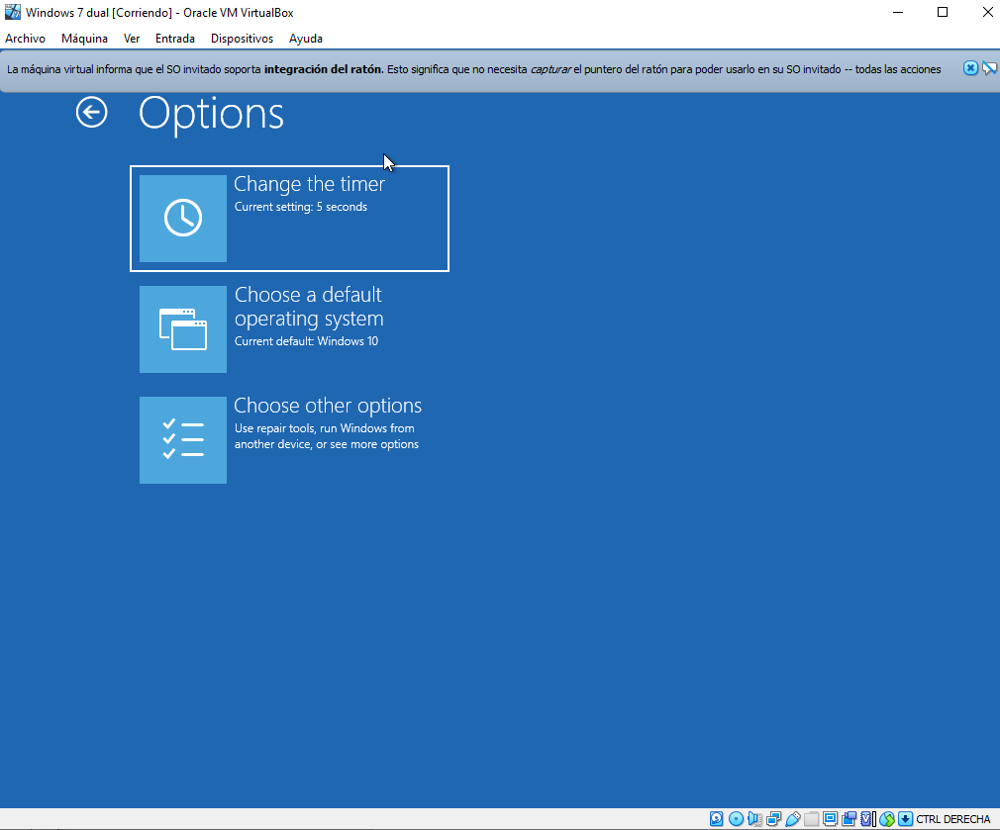 Windows 7 dual [Corriendo] - Oracle VM VirtualBox
Archivo Máquina Ver Entrada Dispositivos Ayuda
La máquina virtual informa que el SO invitado soporta integración del ratón. Esto significa que no necesita capturar el puntero del ratón para poder usarlo en su SO invitado -- todas las acciones
Options
Change the timer
Current setting: 5 seconds
Choose a default
operating system
Current default: Windows 10
Choose other options
Use repair tools, run Windows from
another device, or see more options
CTRL DERECHA